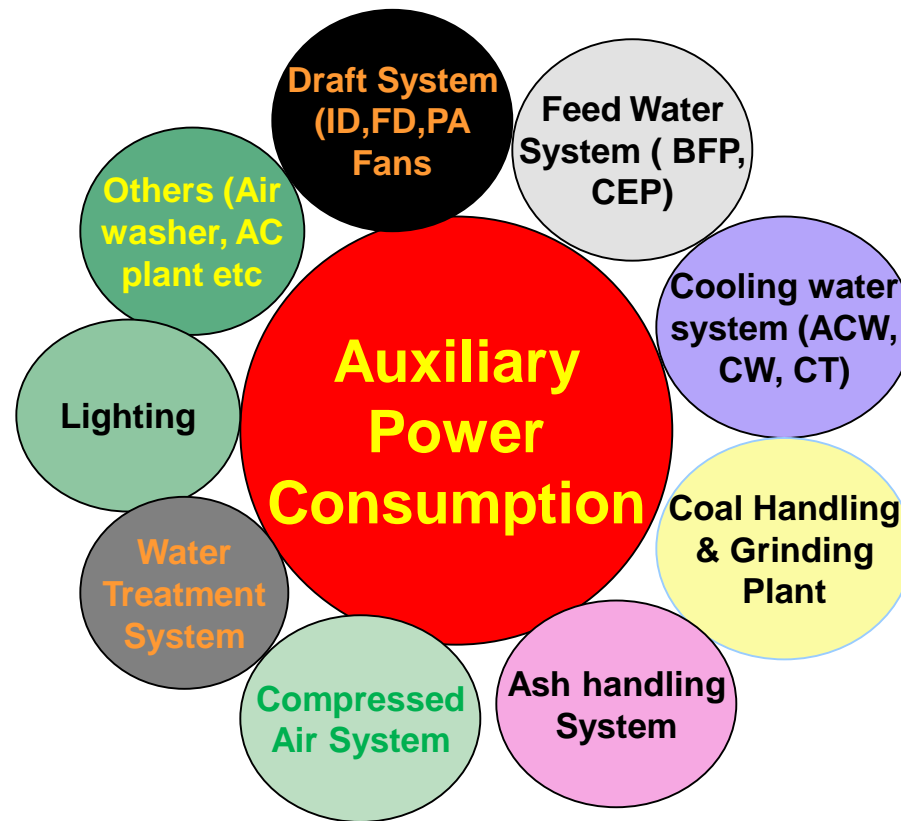 Draft System
(ID,FD,PA
Fans
Feed Water
System ( BFP,
CEP)
Cooling water
system (ACW,
CW, CT)
Coal Handling
& Grinding
Plant
Ash handling
System
Compressed
Air System
Water
Treatment
System
Lighting
Others (Air
washer, AC
plant etc
Auxiliary
Power
Consumption